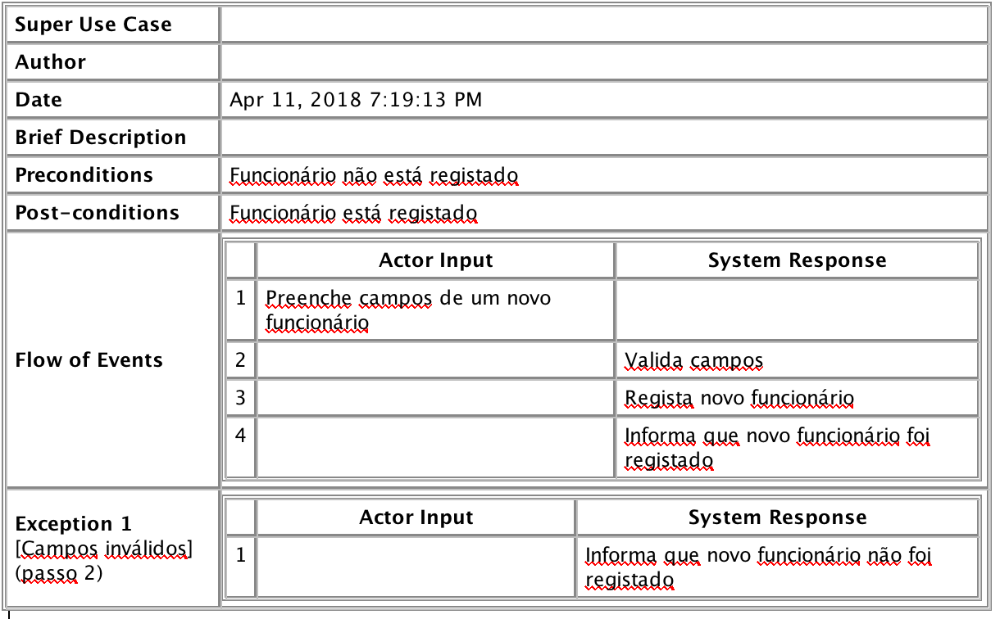 Super Use Case
Author
Date
Apr 11, 2018 7:19:13 PM
Brief Description
Preconditions
Funcionário não está registado
Post-conditions
Funcionário está registado
Flow of Events
Actor Input
System Response
1
Preenche campos de um novo
funcionário
2
Valida campos
3
Regista novo funcionário
4
Informa que novo funcionário foi
registado
Exception 1
[Campos inválidos]
(passo 2)
Actor Input
System Response
1
Informa que novo funcionário não foi
registado